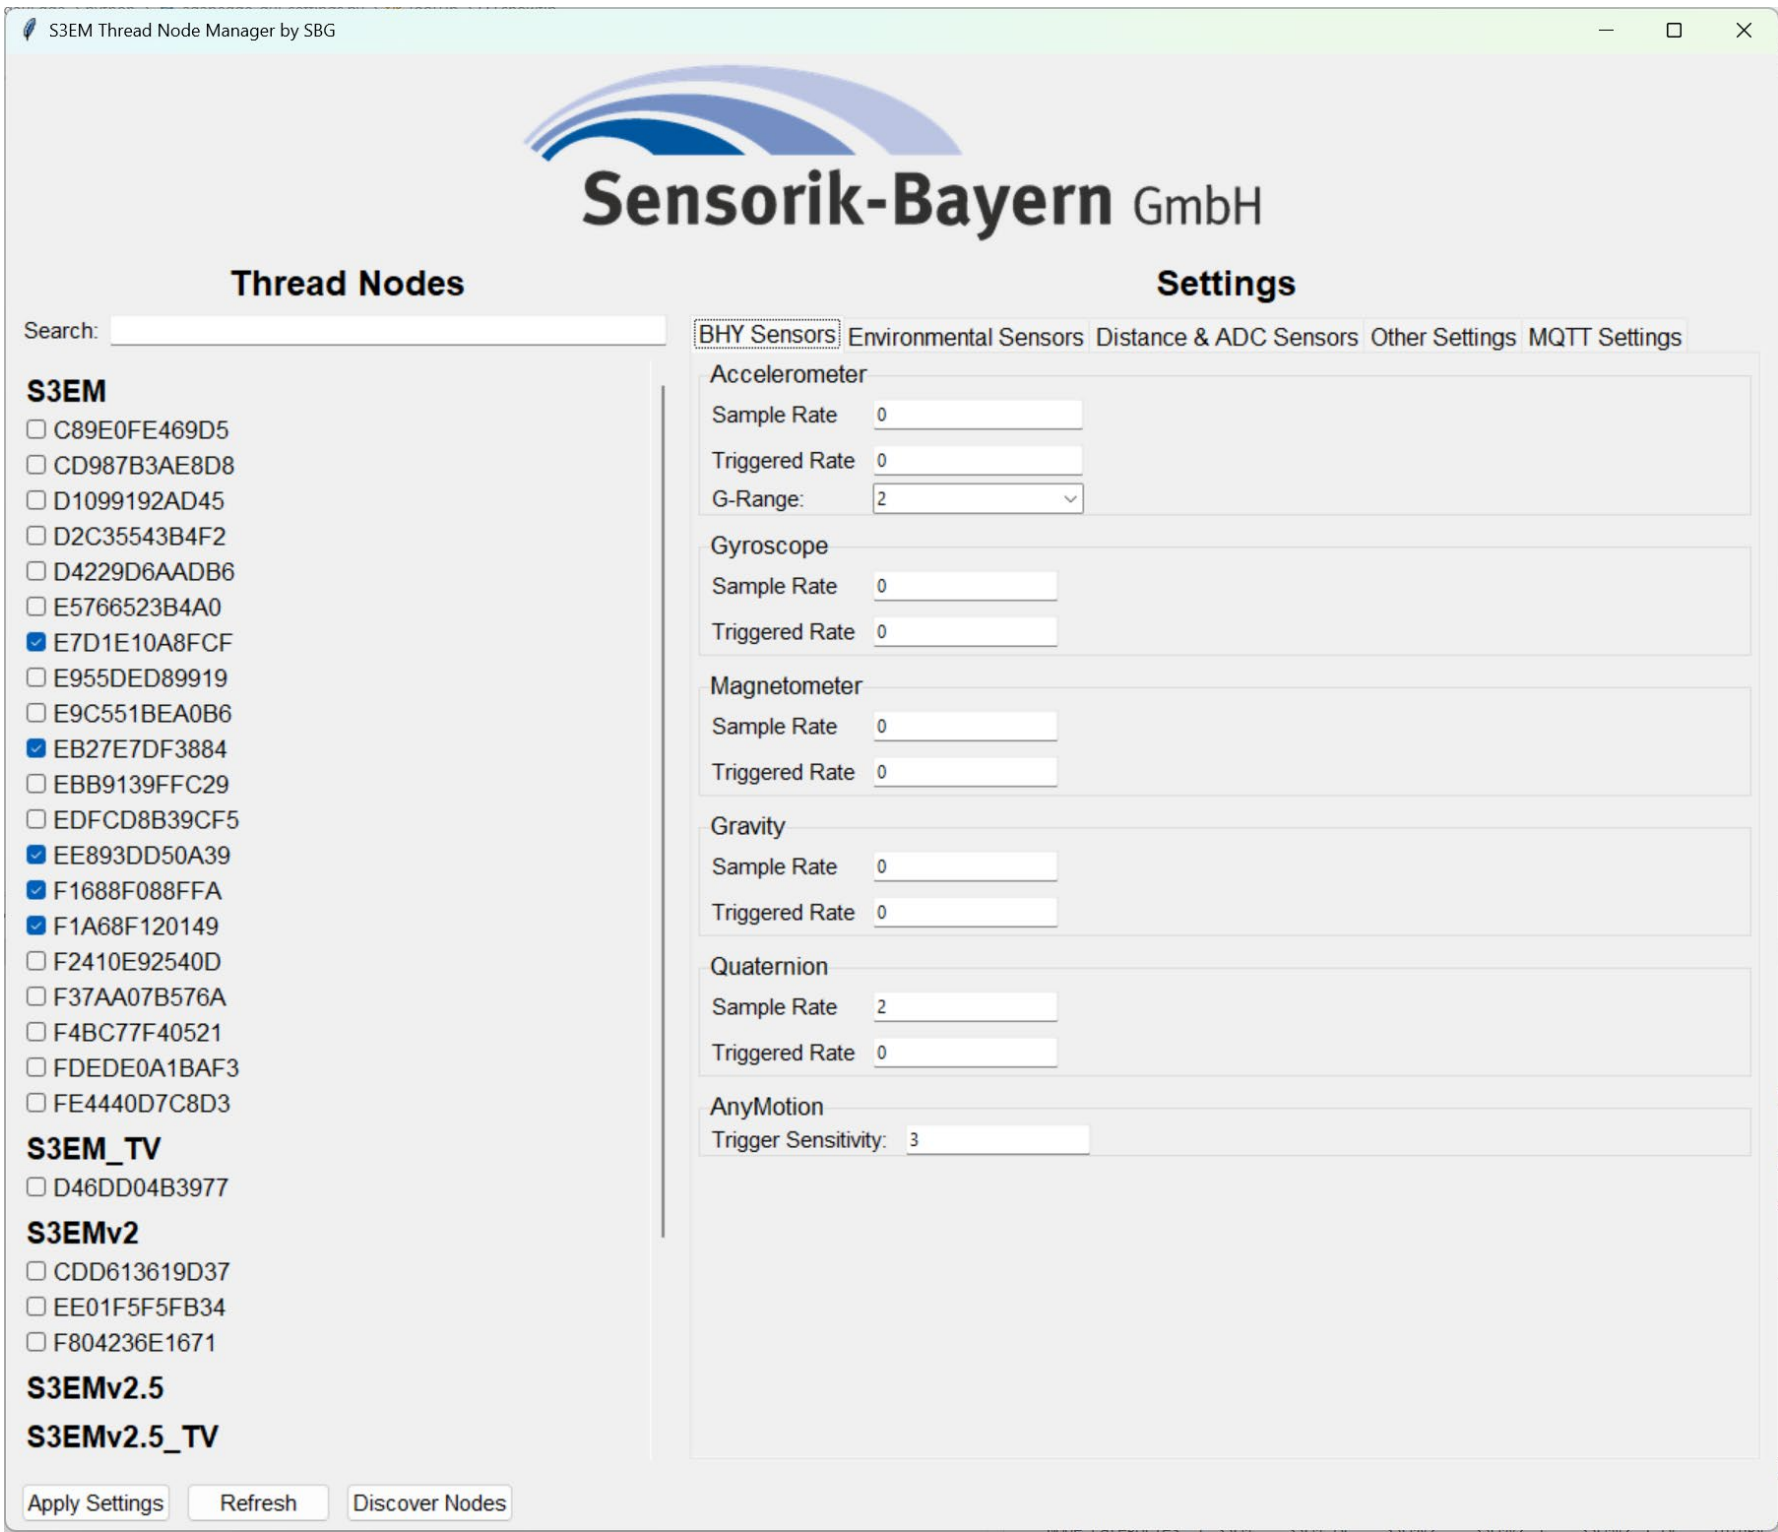 S3EM Thread Node Manager by SBG
Sensorik-Bayern GmbH
Thread Nodes
Search:
S3EM
C89E0FE469D5
CD987B3AE8D8
D1099192AD45
D2C35543B4F2
D4229D6AADB6
E5766523B4A0
E7D1E10A8FCF
E955DED89919
E9C551BEA0B6
EB27E7DF3884
EBB9139FFC29
EDFCD8B39CF5
EE893DD50A39
F1688F088FFA
F1A68F120149
F2410E92540D
F37AA07B576A
F4BC77F40521
FDEDE0A1BAF3
FE4440D7C8D3
S3EM_TV
D46DD04B3977
S3EMv2
CDD613619D37
EE01F5F5FB34
F804236E1671
S3EMv2.5
S3EMv2.5_TV
Apply Settings Refresh Discover Nodes
Settings
BHY Sensors Environmental Sensors Distance & ADC Sensors Other Settings MQTT Settings
Accelerometer
Sample Rate 0
Triggered Rate 0
G-Range: 2
Gyroscope
Sample Rate 0
Triggered Rate 0
Magnetometer
Sample Rate 0
Triggered Rate 0
Gravity
Sample Rate 0
Triggered Rate 0
Quaternion
Sample Rate 2
Triggered Rate 0
AnyMotion
Trigger Sensitivity: 3